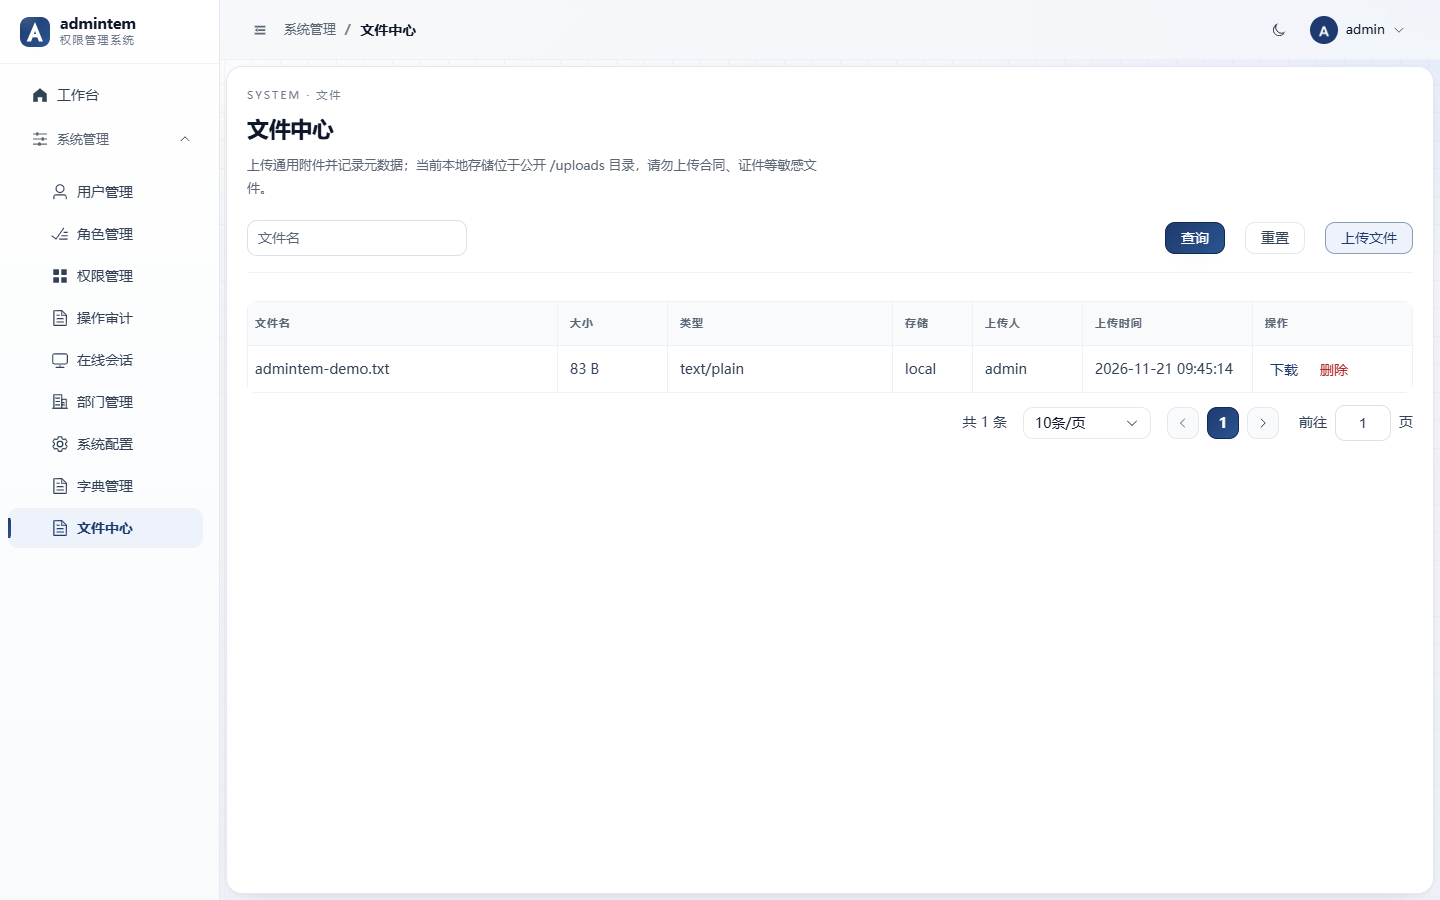 A
admintem
权限管理系统
工作台
系统管理
用户管理
角色管理
权限管理
操作审计
在线会话
部门管理
系统配置
字典管理
文件中心
系统管理 / 文件中心
A admin
SYSTEM · 文件
文件中心
上传通用附件并记录元数据；当前本地存储位于公开 /uploads 目录，请勿上传合同、证件等敏感文
件。
文件名 查询 重置 上传文件
文件名 大小 类型 存储 上传人 上传时间 操作
admintem-demo.txt 83 B text/plain local admin 2026-11-21 09:45:14 下载 删除
共 1 条 10条/页 1 前往 1 页